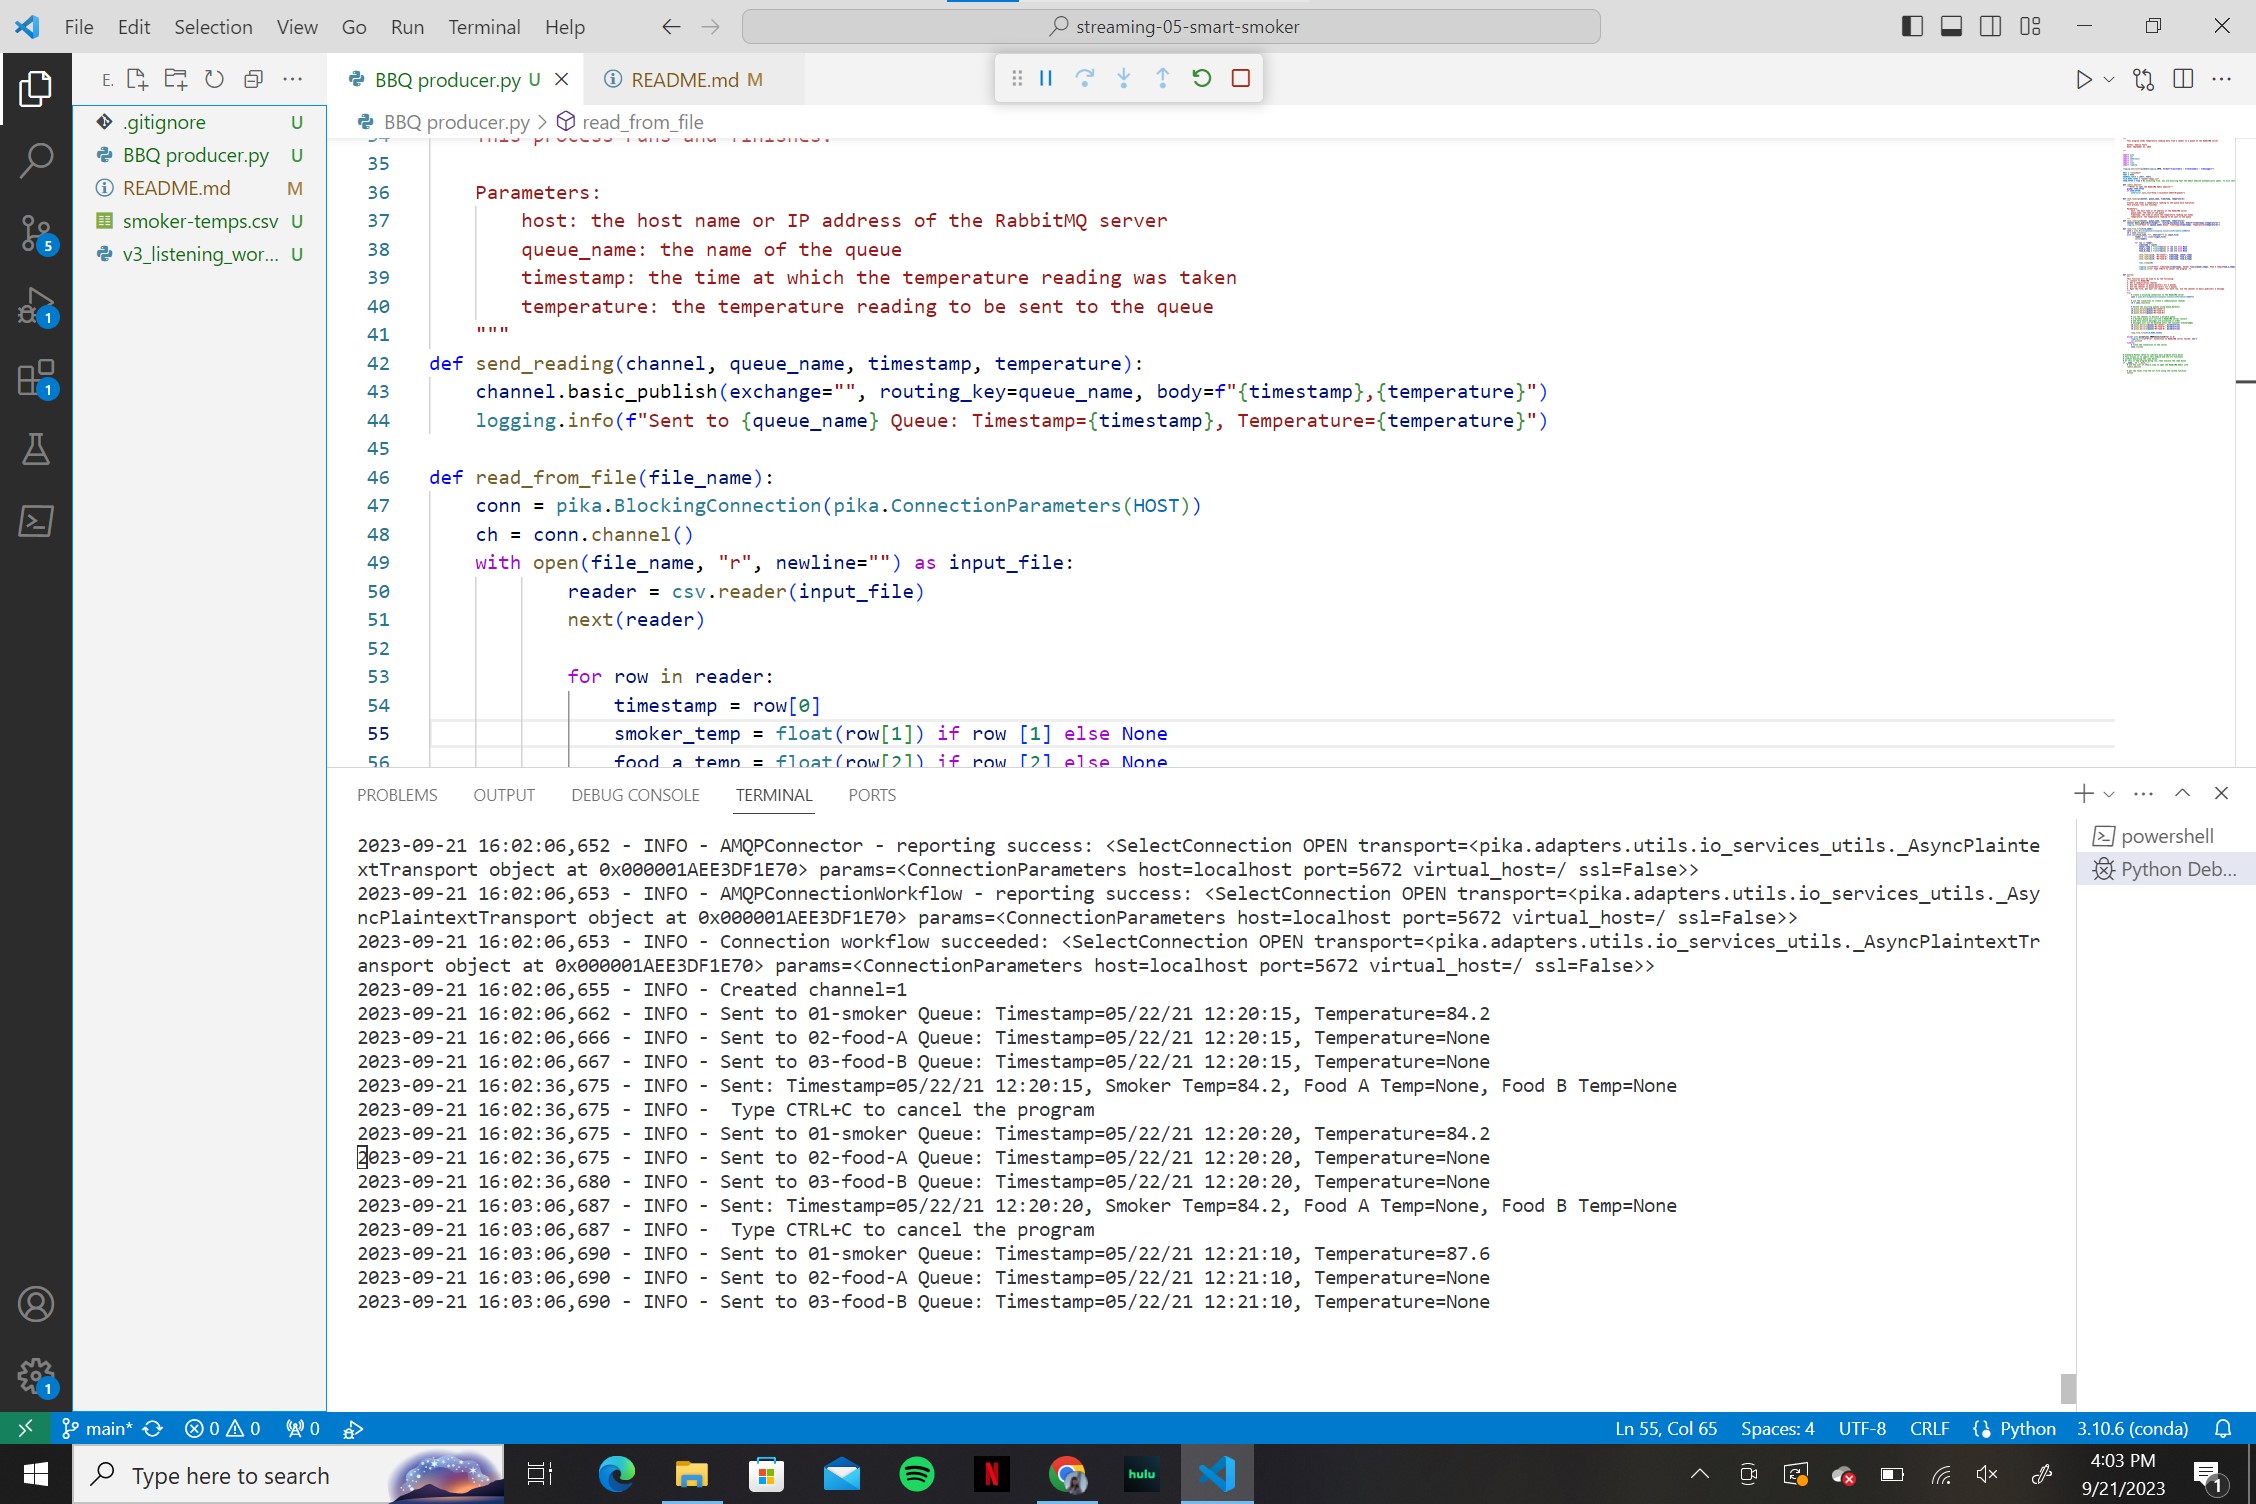 File Edit Selection View Go Run Terminal Help
streaming-05-smart-smoker
E.
BBQ producer.py U
README.md M
BBQ producer.py > read_from_file
.gitignore U
BBQ producer.py U
README.md M
smoker-temps.csv U
v3_listening_wor... U
5
1
1
1
34 This process runs and finishes.
35
36 Parameters:
37 host: the host name or IP address of the RabbitMQ server
38 queue_name: the name of the queue
39 timestamp: the time at which the temperature reading was taken
40 temperature: the temperature reading to be sent to the queue
41 """
42 def send_reading(channel, queue_name, timestamp, temperature):
43 channel.basic_publish(exchange="", routing_key=queue_name, body=f"{timestamp},{temperature}")
44 logging.info(f"Sent to {queue_name} Queue: Timestamp={timestamp}, Temperature={temperature}")
45
46 def read_from_file(file_name):
47 conn = pika.BlockingConnection(pika.ConnectionParameters(HOST))
48 ch = conn.channel()
49 with open(file_name, "r", newline="") as input_file:
50 reader = csv.reader(input_file)
51 next(reader)
52
53 for row in reader:
54 timestamp = row[0]
55 smoker_temp = float(row[1]) if row [1] else None
56 food_a_temp = float(row[2]) if row [2] else None
PROBLEMS OUTPUT DEBUG CONSOLE TERMINAL PORTS
powershell
Python Deb...
2023-09-21 16:02:06,652 - INFO - AMQPConnector - reporting success: <SelectConnection OPEN transport=<pika.adapters.utils.io_services_utils._AsyncPlainte
xtTransport object at 0x000001AEE3DF1E70> params=<ConnectionParameters host=localhost port=5672 virtual_host=/ ssl=False>>
2023-09-21 16:02:06,653 - INFO - AMQPConnectionWorkflow - reporting success: <SelectConnection OPEN transport=<pika.adapters.utils.io_services_utils._Asy
ncPlaintextTransport object at 0x000001AEE3DF1E70> params=<ConnectionParameters host=localhost port=5672 virtual_host=/ ssl=False>>
2023-09-21 16:02:06,653 - INFO - Connection workflow succeeded: <SelectConnection OPEN transport=<pika.adapters.utils.io_services_utils._AsyncPlaintextTr
ansport object at 0x000001AEE3DF1E70> params=<ConnectionParameters host=localhost port=5672 virtual_host=/ ssl=False>>
2023-09-21 16:02:06,655 - INFO - Created channel=1
2023-09-21 16:02:06,662 - INFO - Sent to 01-smoker Queue: Timestamp=05/22/21 12:20:15, Temperature=84.2
2023-09-21 16:02:06,666 - INFO - Sent to 02-food-A Queue: Timestamp=05/22/21 12:20:15, Temperature=None
2023-09-21 16:02:06,667 - INFO - Sent to 03-food-B Queue: Timestamp=05/22/21 12:20:15, Temperature=None
2023-09-21 16:02:36,675 - INFO - Sent: Timestamp=05/22/21 12:20:15, Smoker Temp=84.2, Food A Temp=None, Food B Temp=None
2023-09-21 16:02:36,675 - INFO -  Type CTRL+C to cancel the program
2023-09-21 16:02:36,675 - INFO - Sent to 01-smoker Queue: Timestamp=05/22/21 12:20:20, Temperature=84.2
2023-09-21 16:02:36,675 - INFO - Sent to 02-food-A Queue: Timestamp=05/22/21 12:20:20, Temperature=None
2023-09-21 16:02:36,680 - INFO - Sent to 03-food-B Queue: Timestamp=05/22/21 12:20:20, Temperature=None
2023-09-21 16:03:06,687 - INFO - Sent: Timestamp=05/22/21 12:20:20, Smoker Temp=84.2, Food A Temp=None, Food B Temp=None
2023-09-21 16:03:06,687 - INFO -  Type CTRL+C to cancel the program
2023-09-21 16:03:06,690 - INFO - Sent to 01-smoker Queue: Timestamp=05/22/21 12:21:10, Temperature=87.6
2023-09-21 16:03:06,690 - INFO - Sent to 02-food-A Queue: Timestamp=05/22/21 12:21:10, Temperature=None
2023-09-21 16:03:06,690 - INFO - Sent to 03-food-B Queue: Timestamp=05/22/21 12:21:10, Temperature=None
main* 0 0 0
Ln 55, Col 65 Spaces: 4 UTF-8 CRLF Python 3.10.6 (conda)
Type here to search
N
hulu
4:03 PM
9/21/2023
1